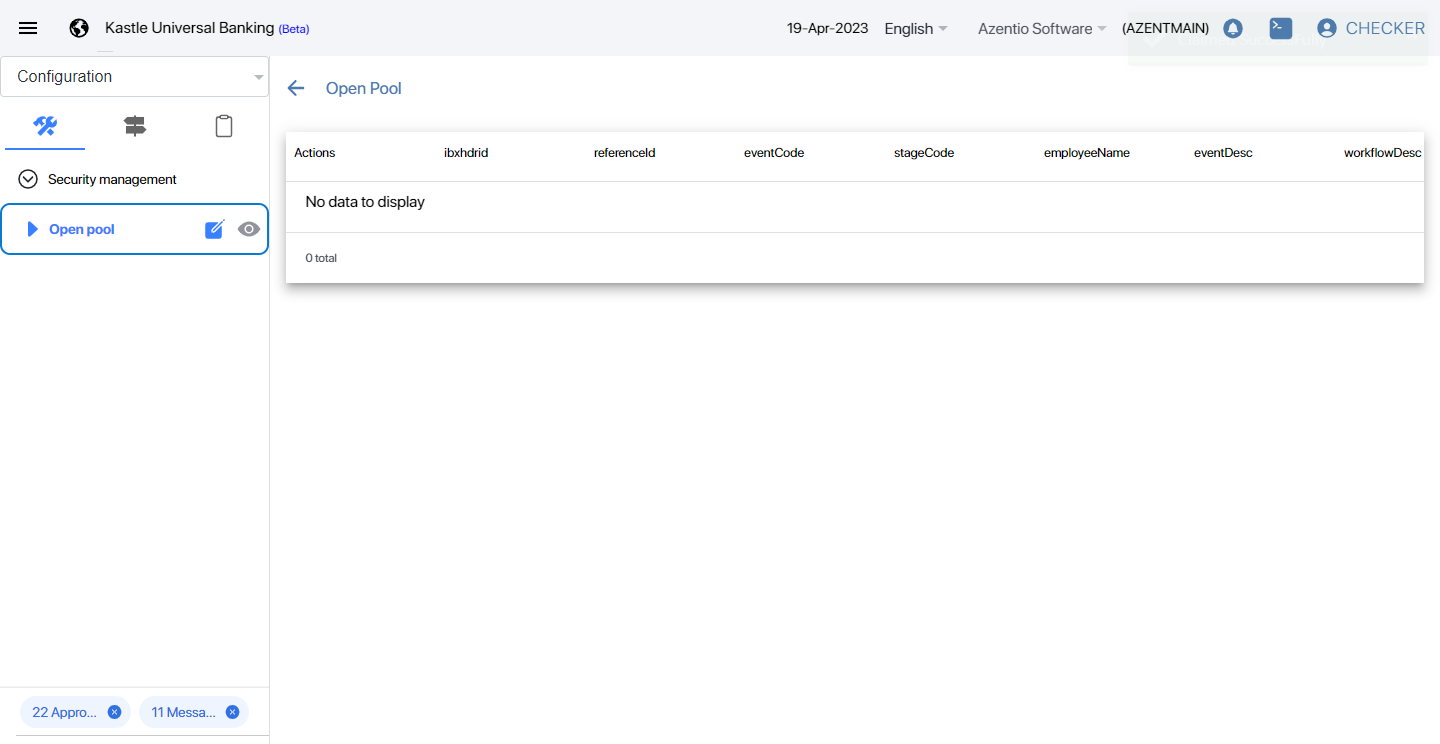 Kastle Universal Banking (Beta)
19-Apr-2023 English Azentio Software (AZENTMAIN) CHECKER
Configuration
Open Pool
Security management
Open pool
Actions ibxhdrid referenceId eventCode stageCode employeeName eventDesc workflowDesc
No data to display
0 total
22 Appro... 11 Messa...